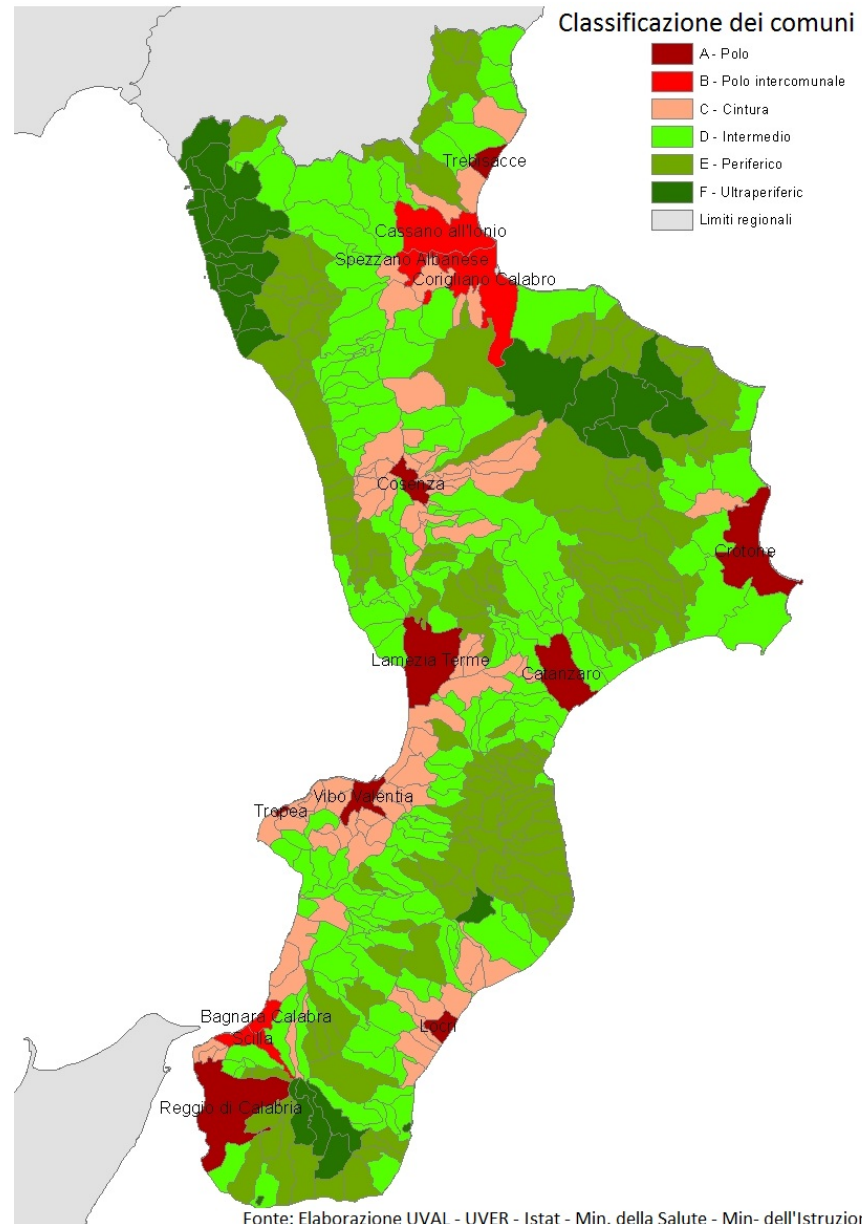 Classificazione dei comuni
A - Polo
B - Polo intercomunale
C - Cintura
D - Intermedio
E - Periferico
F - Ultraperiferic
Limiti regionali
Trebisacce
Cassano all'Ionio
Spezzano Albanese
Corigliano Calabro
Cosenza
Crotone
Lamezia Terme
Catanzaro
Vibo Valentia
Tropea
Bagnara Calabra
Scilla
Locri
Reggio di Calabria
Fonte: Elaborazione UVAL - UVER - Istat - Min. della Salute - Min- dell'Istruzion